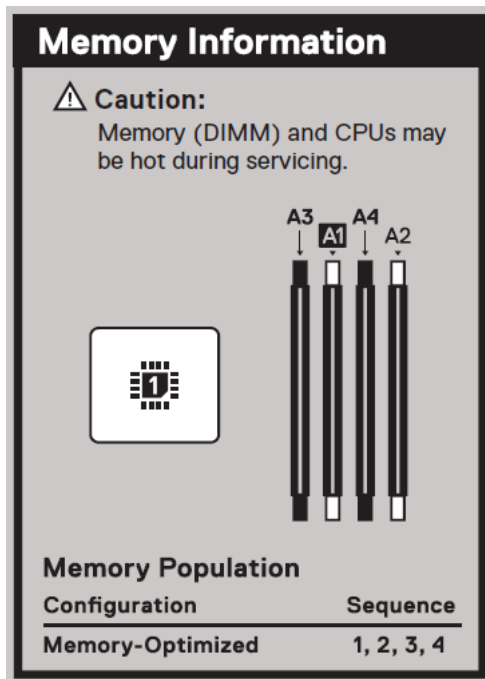 Memory Information
Caution:
Memory (DIMM) and CPUs may
be hot during servicing.
A3 A1 A4 A2
1
Memory Population
Configuration Sequence
Memory-Optimized 1, 2, 3, 4